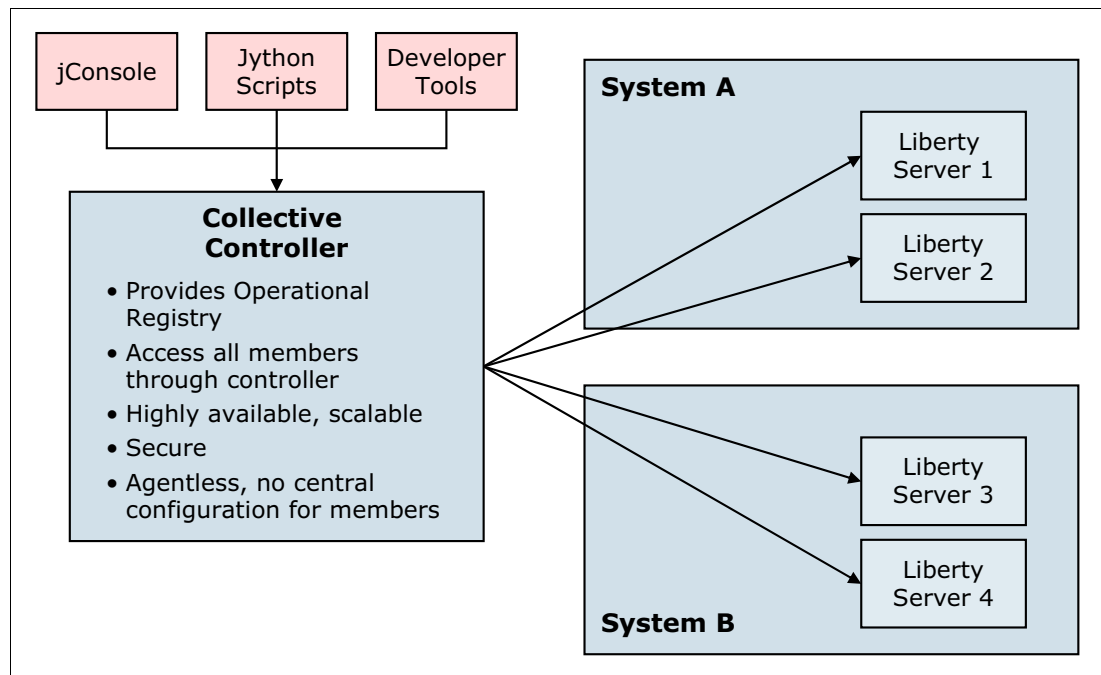 jConsole
Jython
Scripts
Developer
Tools
Collective
Controller
• Provides Operational
Registry
• Access all members
through controller
• Highly available, scalable
• Secure
• Agentless, no central
configuration for members
System A
Liberty
Server 1
Liberty
Server 2
Liberty
Server 3
Liberty
Server 4
System B